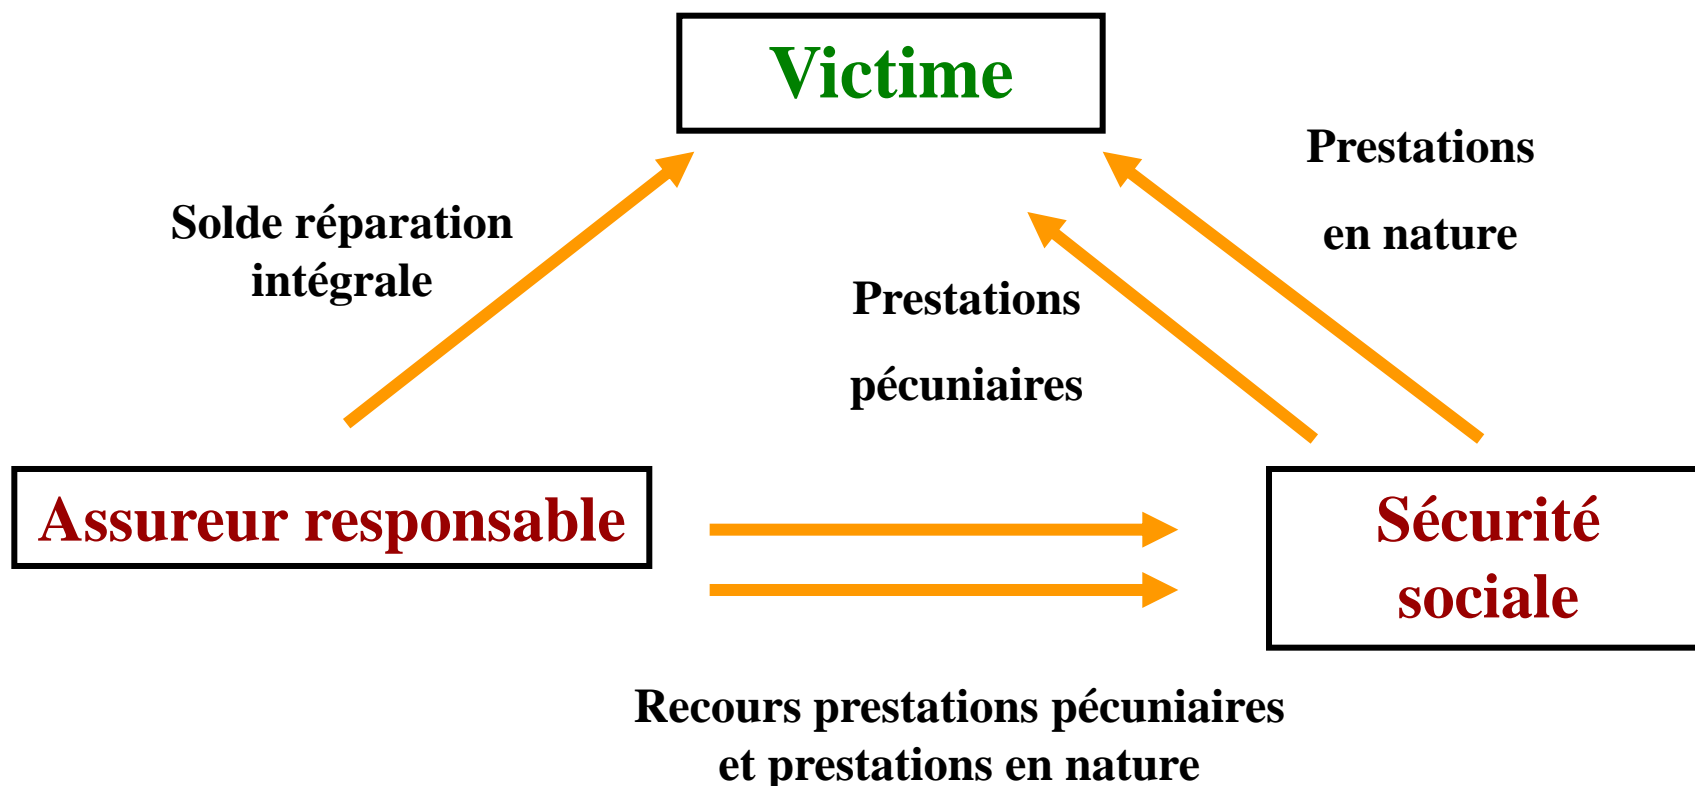 Victime
Prestations
en nature
Solde réparation
intégrale
Prestations
pécuniaires
Assureur responsable
Sécurité
sociale
Recours prestations pécuniaires
et prestations en nature